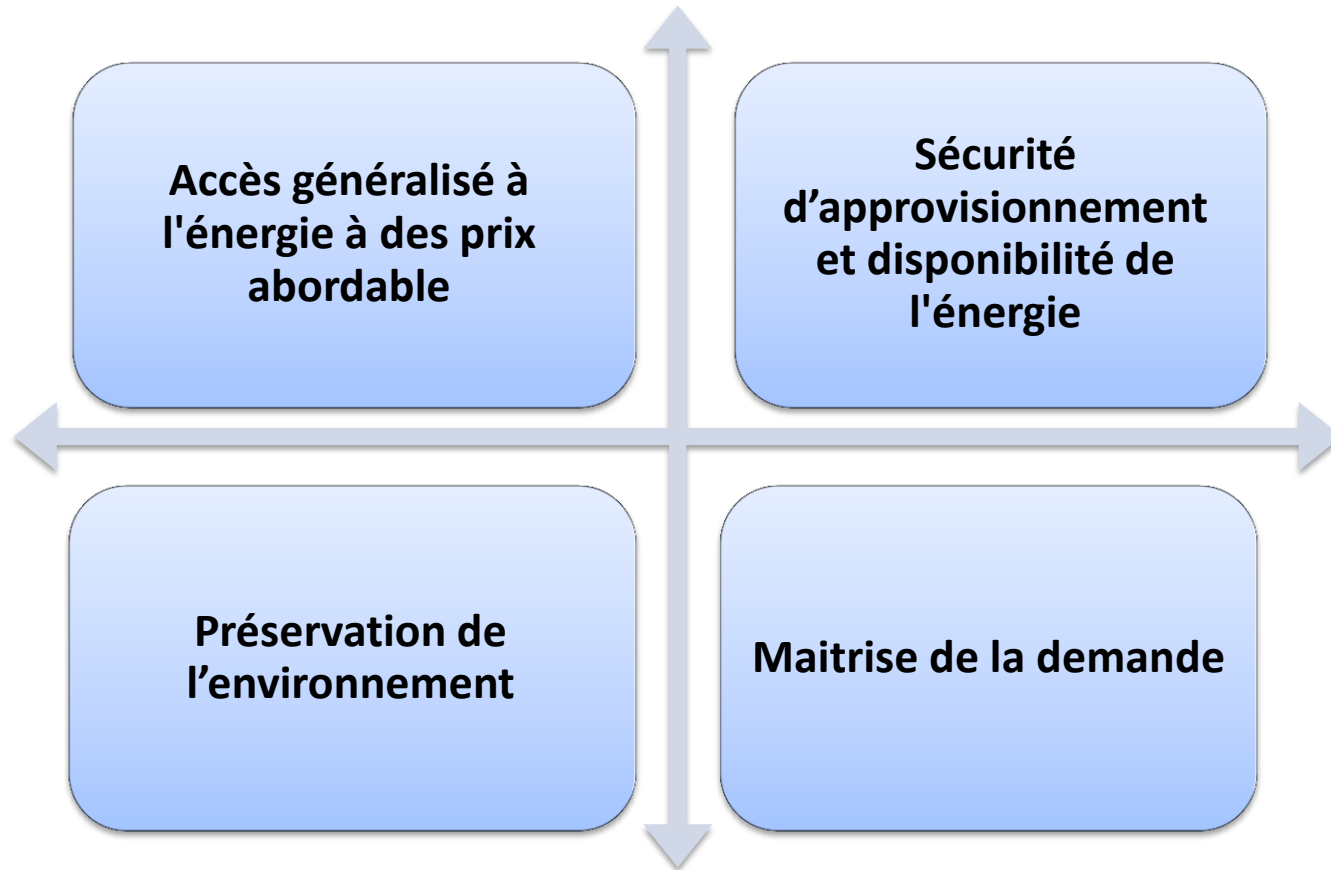 Accès généralisé à
l'énergie à des prix
abordable
Sécurité
d’approvisionnement
et disponibilité de
l'énergie
Préservation de
l’environnement
Maitrise de la demande